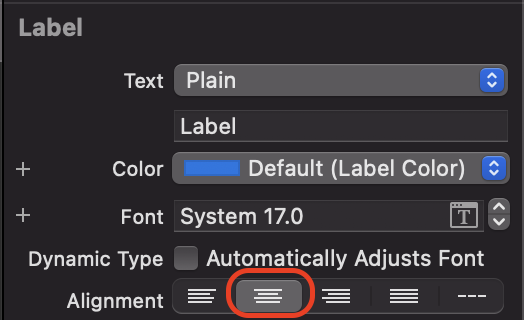 Label
Text Plain
Label
Color Default (Label Color)
Font System 17.0 T
Dynamic Type Automatically Adjusts Font
Alignment